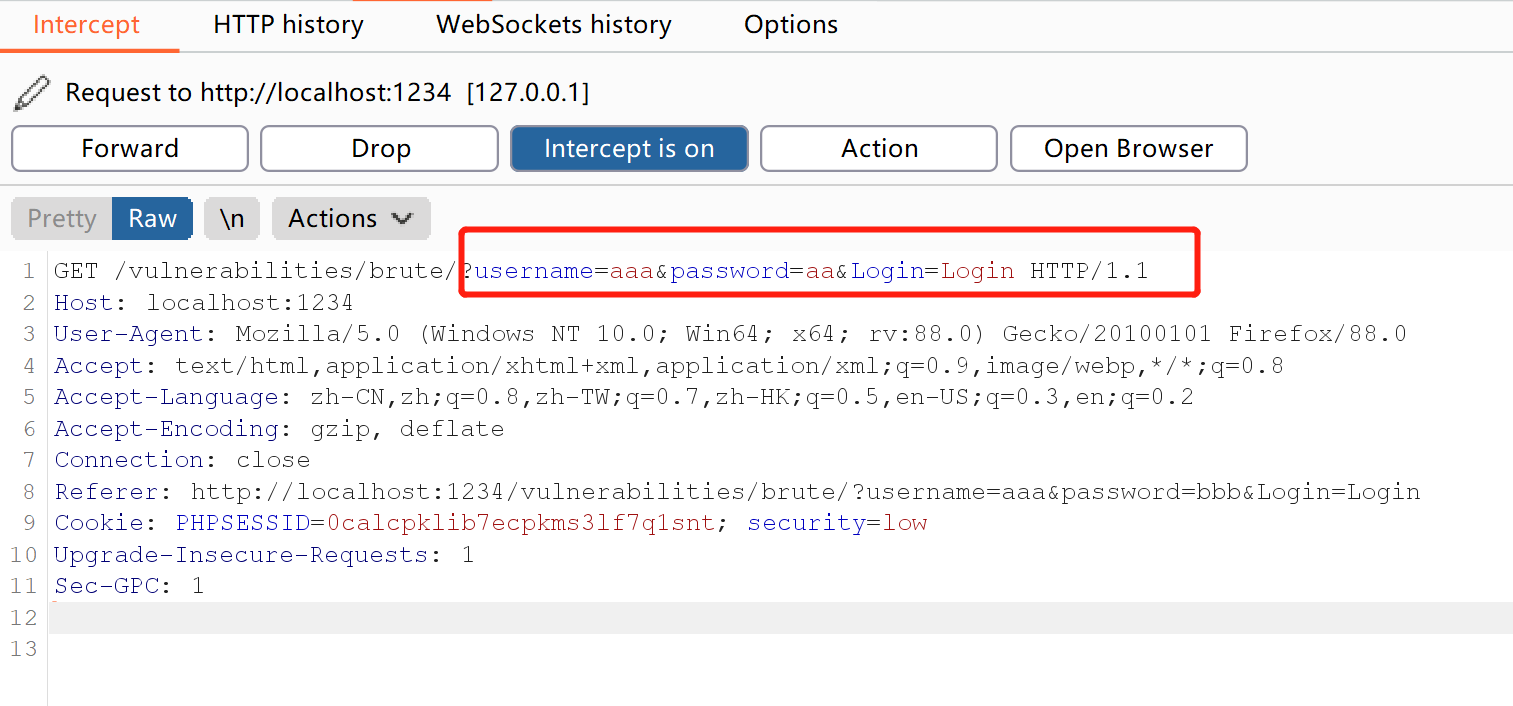 Intercept HTTP history WebSockets history Options
Request to http://localhost:1234 [127.0.0.1]
Forward Drop Intercept is on Action Open Browser
Pretty Raw \n Actions
1 GET /vulnerabilities/brute/?username=aaa&password=aa&Login=Login HTTP/1.1
2 Host: localhost:1234
3 User-Agent: Mozilla/5.0 (Windows NT 10.0; Win64; x64; rv:88.0) Gecko/20100101 Firefox/88.0
4 Accept: text/html,application/xhtml+xml,application/xml;q=0.9,image/webp,*/*;q=0.8
5 Accept-Language: zh-CN,zh;q=0.8,zh-TW;q=0.7,zh-HK;q=0.5,en-US;q=0.3,en;q=0.2
6 Accept-Encoding: gzip, deflate
7 Connection: close
8 Referer: http://localhost:1234/vulnerabilities/brute/?username=aaa&password=bbb&Login=Login
9 Cookie: PHPSESSID=0calcpklib7ecpkms3lf7q1snt; security=low
10 Upgrade-Insecure-Requests: 1
11 Sec-GPC: 1
12
13